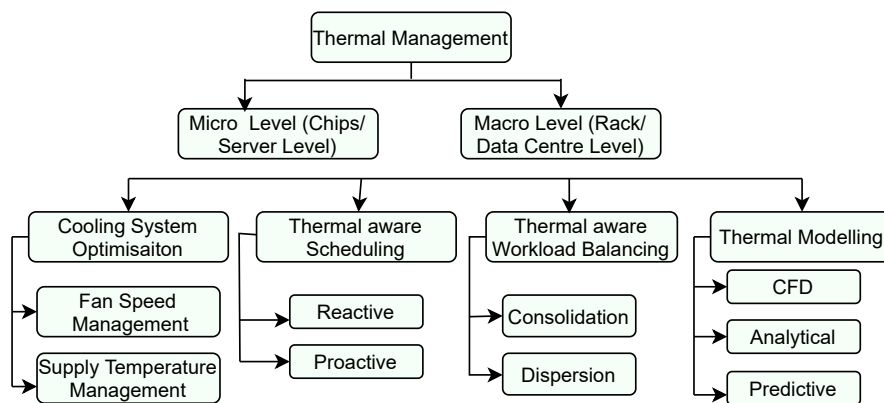 Thermal Management
Micro Level (Chips/
Server Level)
Macro Level (Rack/
Data Centre Level)
Cooling System
Optimisaiton
Thermal aware
Scheduling
Thermal aware
Workload Balancing
Thermal Modelling
Fan Speed
Management
Supply Temperature
Management
Reactive
Proactive
Consolidation
Dispersion
CFD
Analytical
Predictive